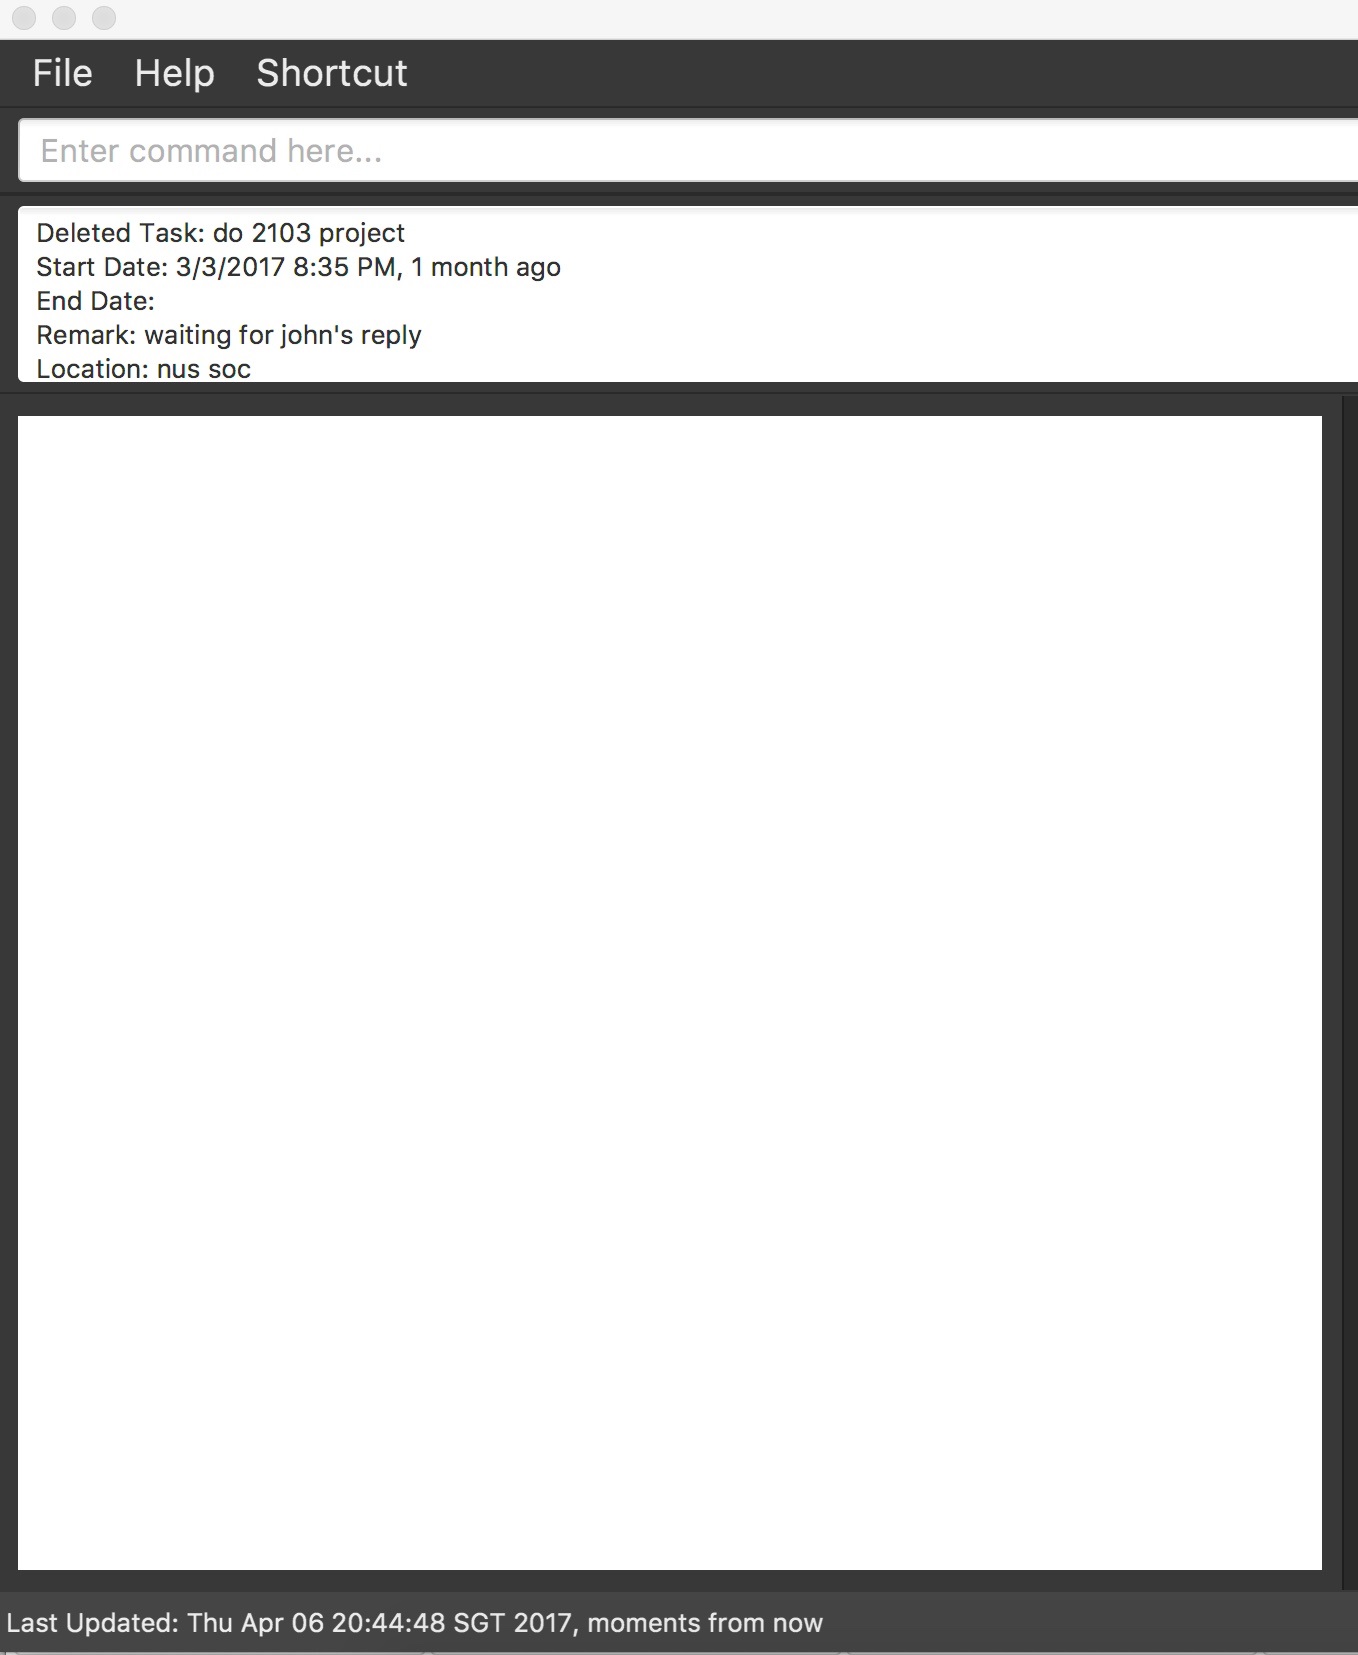 File Help Shortcut
Enter command here...
Deleted Task: do 2103 project
Start Date: 3/3/2017 8:35 PM, 1 month ago
End Date:
Remark: waiting for john's reply
Location: nus soc
Last Updated: Thu Apr 06 20:44:48 SGT 2017, moments from now